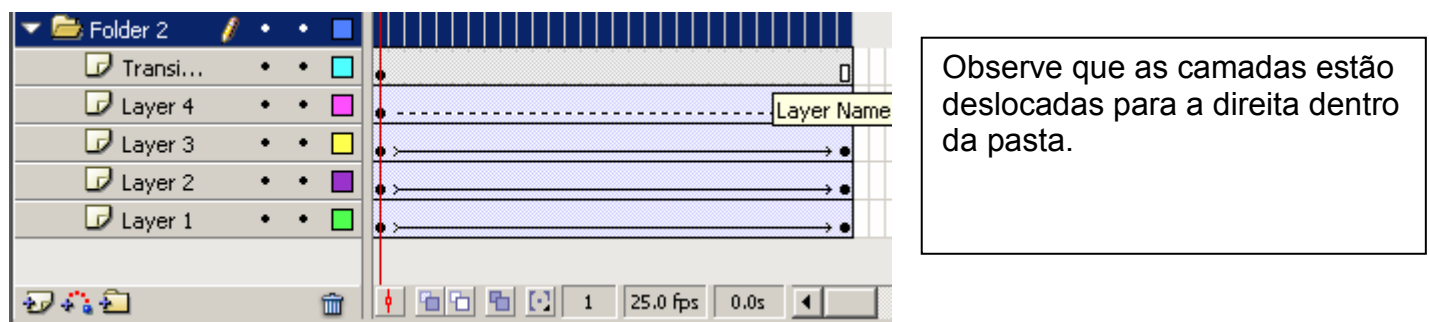 Folder 2
Transi...
Layer 4
Layer Name
Layer 3
Layer 2
Layer 1
1 25.0 fps 0.0s
Observe que as camadas estão
deslocadas para a direita dentro
da pasta.